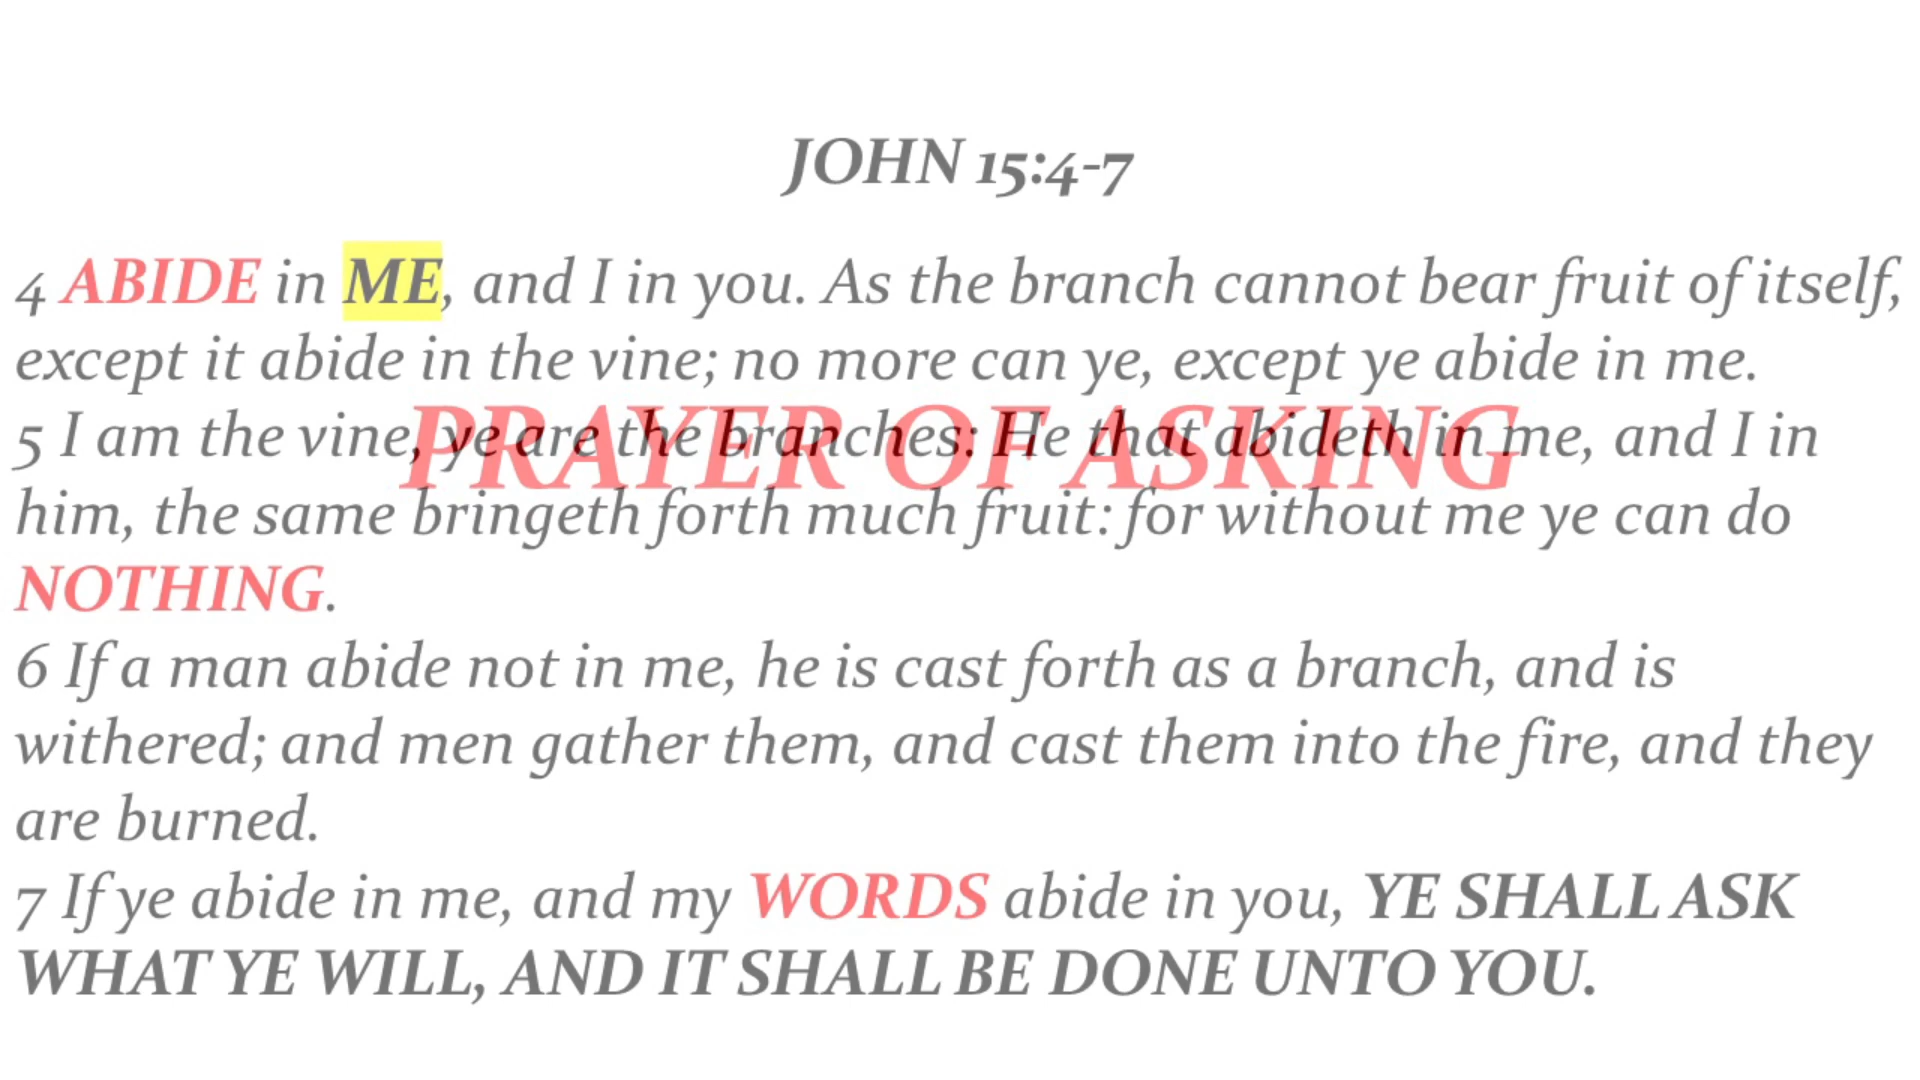 JOHN 15:4-7
4 ABIDE in ME, and I in you. As the branch cannot bear fruit of itself,
except it abide in the vine; no more can ye, except ye abide in me.
PRAYER OF ASKING
5 I am the vine, ye are the branches: He that abideth in me, and I in
him, the same bringeth forth much fruit: for without me ye can do
NOTHING.
6 If a man abide not in me, he is cast forth as a branch, and is
withered; and men gather them, and cast them into the fire, and they
are burned.
7 If ye abide in me, and my WORDS abide in you, YE SHALL ASK
WHAT YE WILL, AND IT SHALL BE DONE UNTO YOU.